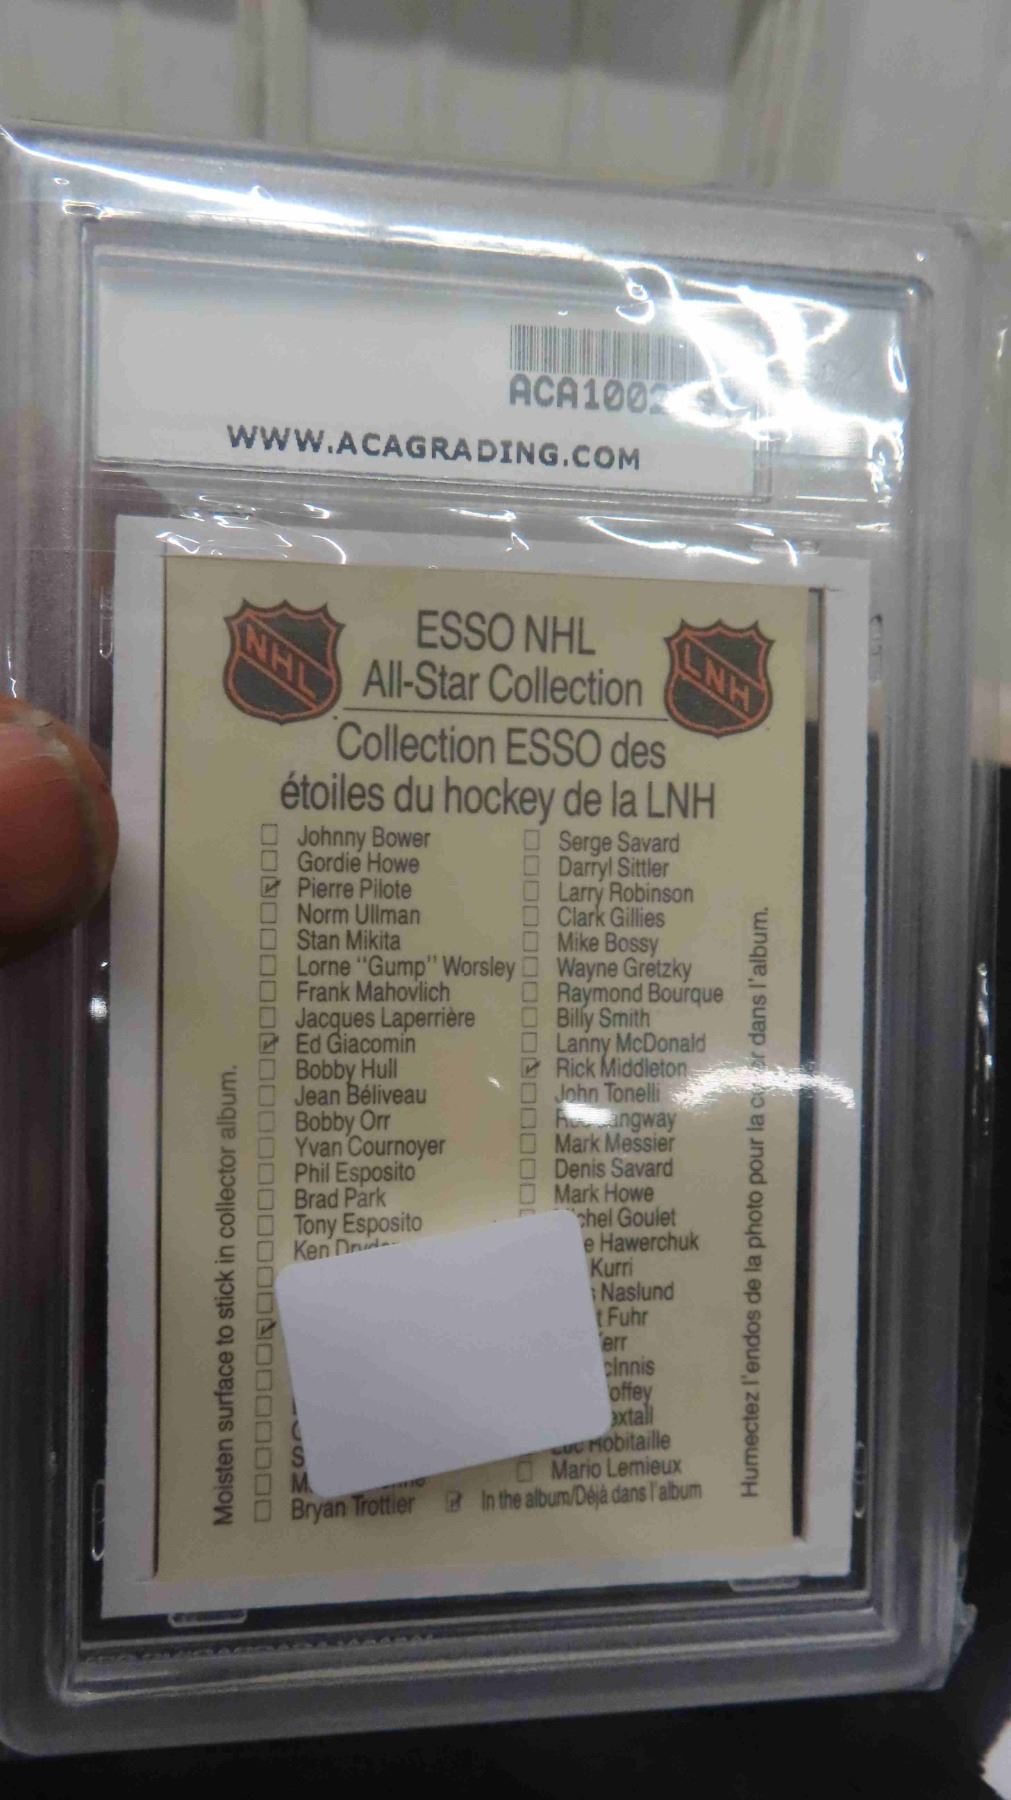 WWW.ACAGRADING.COM
NHL
ESSO NHL
LNH
All-Star Collection
Collection ESSO des
étoiles du hockey de la LNH
Johnny Bower
Gordie Howe
Pierre Pilote
Norm Ullman
Stan Mikita
Lorne "Gump" Worsley
Frank Mahovlich
Jacques Laperrière
Ed Giacomin
Bobby Hull
Jean Béliveau
Bobby Orr
Yvan Cournoyer
Phil Esposito
Brad Park
Tony Esposito
Ken
Bryan Trottier
Serge Savard
Darryl Sittler
Larry Robinson
Clark Gillies
Mike Bossy
Wayne Gretzky
Raymond Bourque
Billy Smith
Lanny McDonald
Rick Middleton
John Tonelli
Mark Messier
Denis Savard
Mark Howe
Goulet
Hawerchuk
Kurri
Naslund
Fuhr
Robitaille
Mario Lemieux
In the album/Déjà dans l'album
Moisten surface to stick in collector album.
Humectez l'endos de la photo pour la dans l'album.